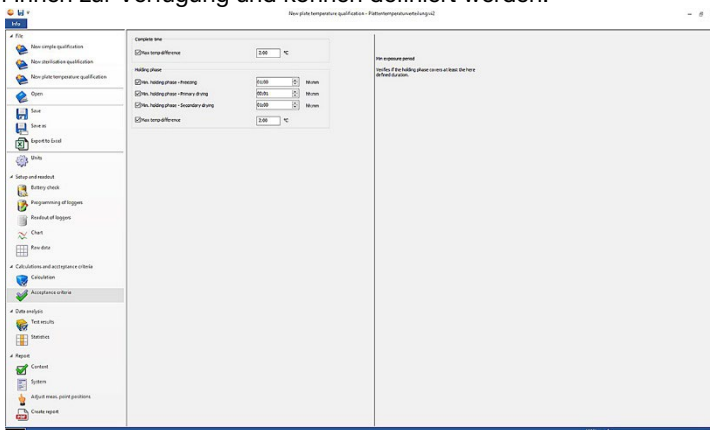 Ihnen zur Verfügung und können definiert werden.
New plate temperature qualification - Plattentemperaturverteilung.vi2
Info
File
New simple qualification
New sterilisation qualification
New plate temperature qualification
Open
Save
Save as
Export to Excel
Units
Setup and readout
Battery check
Programming of loggers
Readout of loggers
Chart
Raw data
Calculations and acceptance criteria
Calculation
Acceptance criteria
Data analysis
Test results
Statistics
Report
Context
System
Adjust meas. point positions
Create report
Complete time
Max temp difference 2.00 °C
Holding phase
Min. holding phase - Freezing 01:00 hh:mm
Min. holding phase - Primary drying 00:01 hh:mm
Min. holding phase - Secondary drying 01:00 hh:mm
Max temp difference 2.00 °C
Min exposure period
Verifies if the holding phase covers at least the here
defined duration.